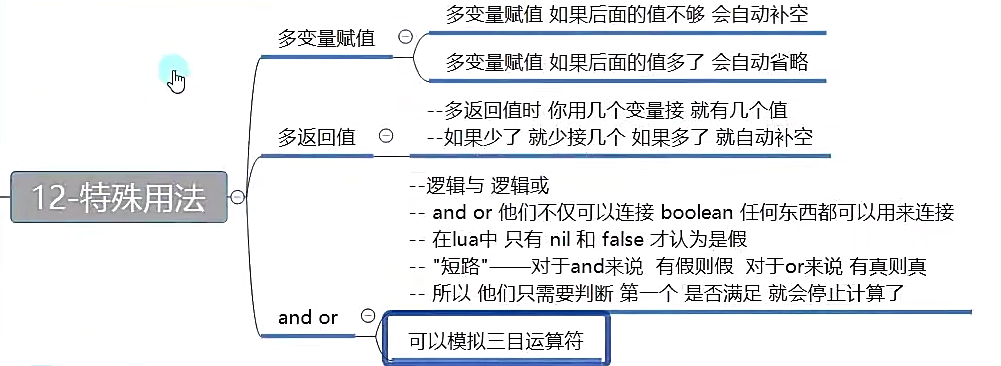 多变量赋值 如果后面的值不够 会自动补空
多变量赋值
多变量赋值 如果后面的值多了 会自动省略
--多返回值时 你用几个变量接 就有几个值
多返回值
--如果少了 就少接几个 如果多了 就自动补空
12-特殊用法
--逻辑与 逻辑或
-- and or 他们不仅可以连接 boolean 任何东西都可以用来连接
-- 在lua中 只有 nil 和 false 才认为是假
-- "短路"——对于and来说 有假则假 对于or来说 有真则真
-- 所以 他们只需要判断 第一个 是否满足 就会停止计算了
and or
可以模拟三目运算符